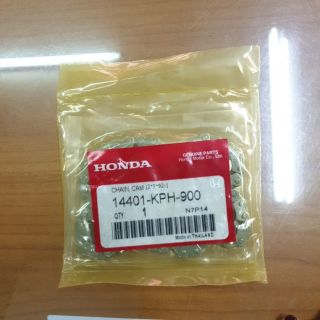 HONDA
GENUINE PARTS
Honda Motor Co., Ltd.
CHAIN, CAM
14401-KPH-900
QTY 1 N7P14
Made in THAILAND